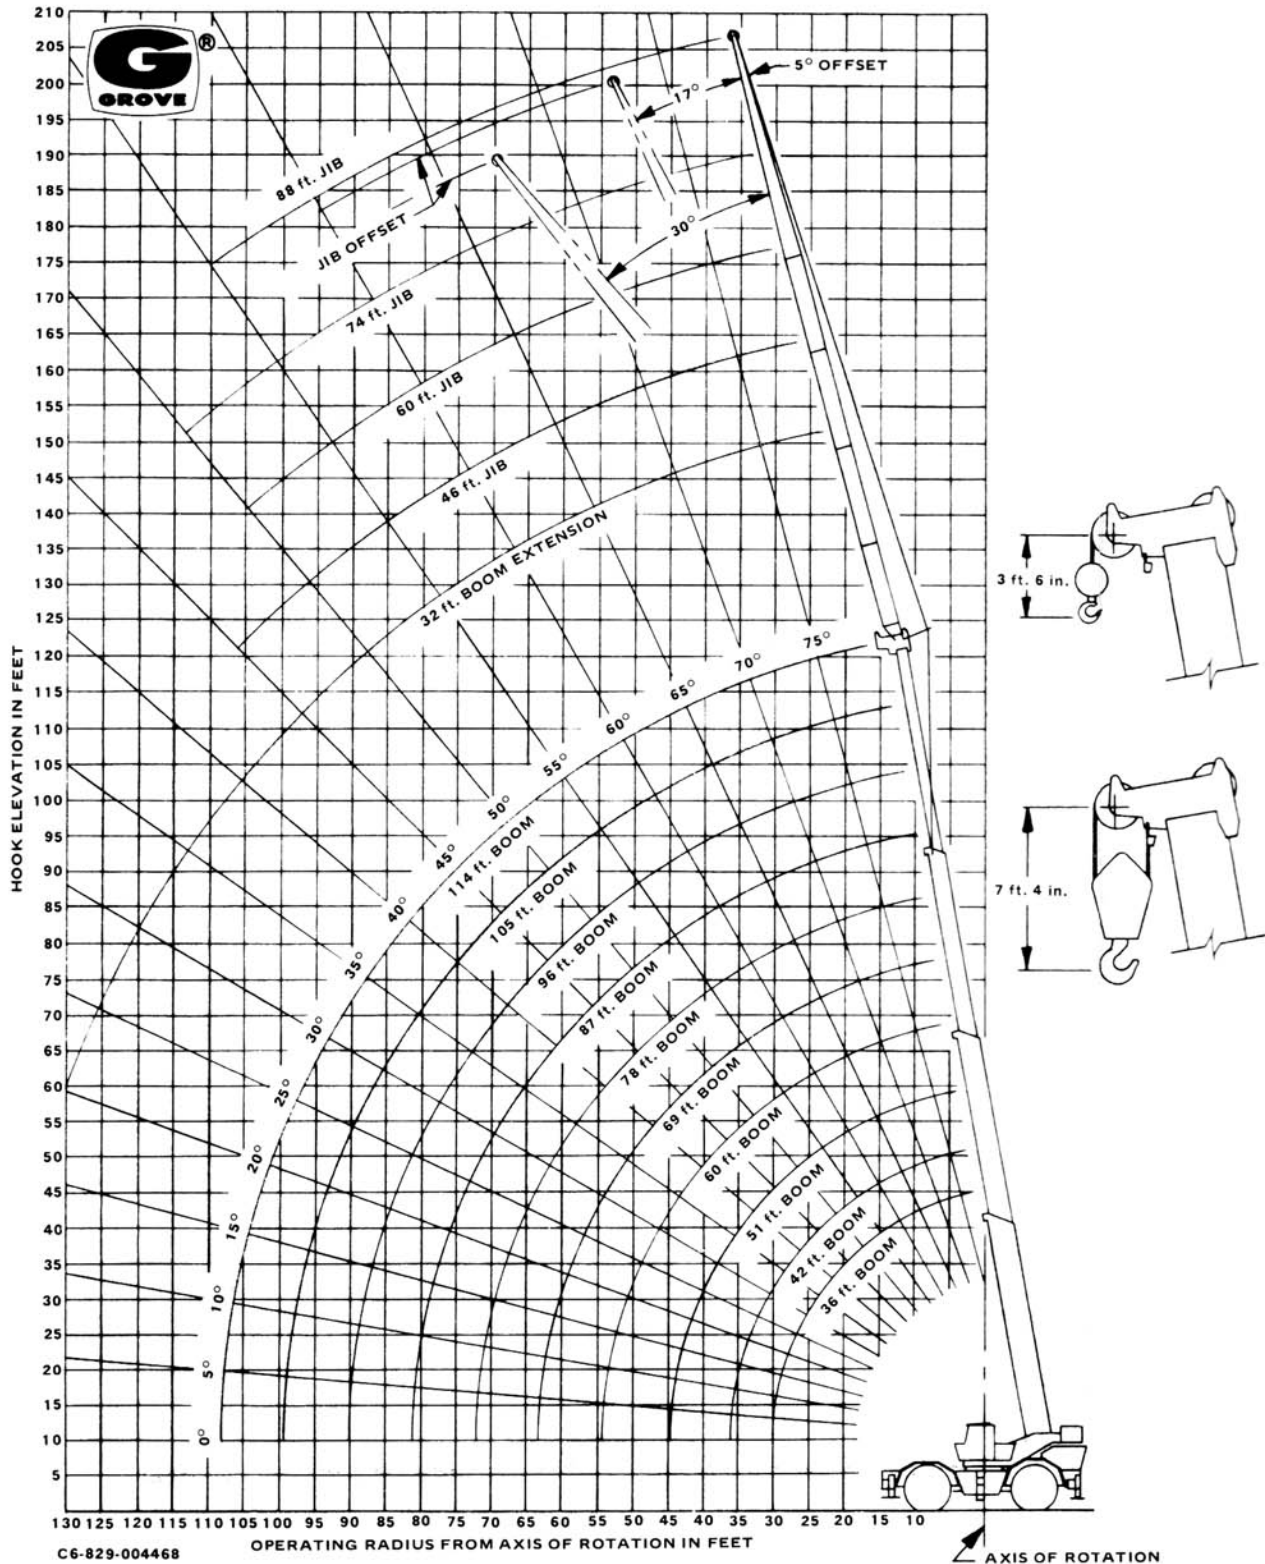 G®
GROVE
210
205
200
195
190
185
180
175
170
165
160
155
150
145
140
135
130
125
120
115
110
105
100
95
90
85
80
75
70
65
60
55
50
45
40
35
30
25
20
15
10
5
HOOK ELEVATION IN FEET
5° OFFSET
17°
30°
88 ft. JIB
JIB OFFSET
74 ft. JIB
60 ft. JIB
46 ft. JIB
32 ft. BOOM EXTENSION
75°
70°
65°
60°
55°
50°
45°
40°
35°
30°
25°
20°
15°
10°
5°
0°
114 ft. BOOM
105 ft. BOOM
96 ft. BOOM
87 ft. BOOM
78 ft. BOOM
69 ft. BOOM
60 ft. BOOM
51 ft. BOOM
42 ft. BOOM
36 ft. BOOM
3 ft. 6 in.
7 ft. 4 in.
130 125 120 115 110 105 100 95 90 85 80 75 70 65 60 55 50 45 40 35 30 25 20 15 10
OPERATING RADIUS FROM AXIS OF ROTATION IN FEET
C6-829-004468
AXIS OF ROTATION